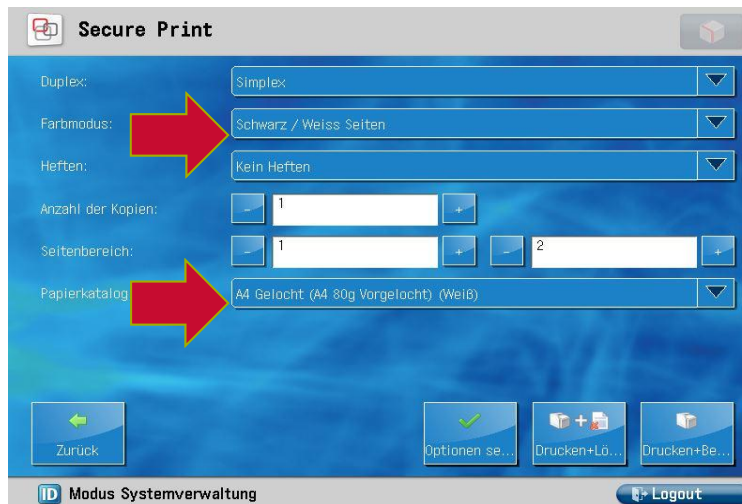 Secure Print
Duplex: Simplex
Farbmodus: Schwarz / Weiss Seiten
Heften: Kein Heften
Anzahl der Kopien: - 1 +
Seitenbereich: - 1 + - 2 +
Papierkatalog A4 Gelocht (A4 80g Vorgelocht) (Weiß)
Zurück Optionen se... Drucken+Lö... Drucken+Be...
ID Modus Systemverwaltung Logout